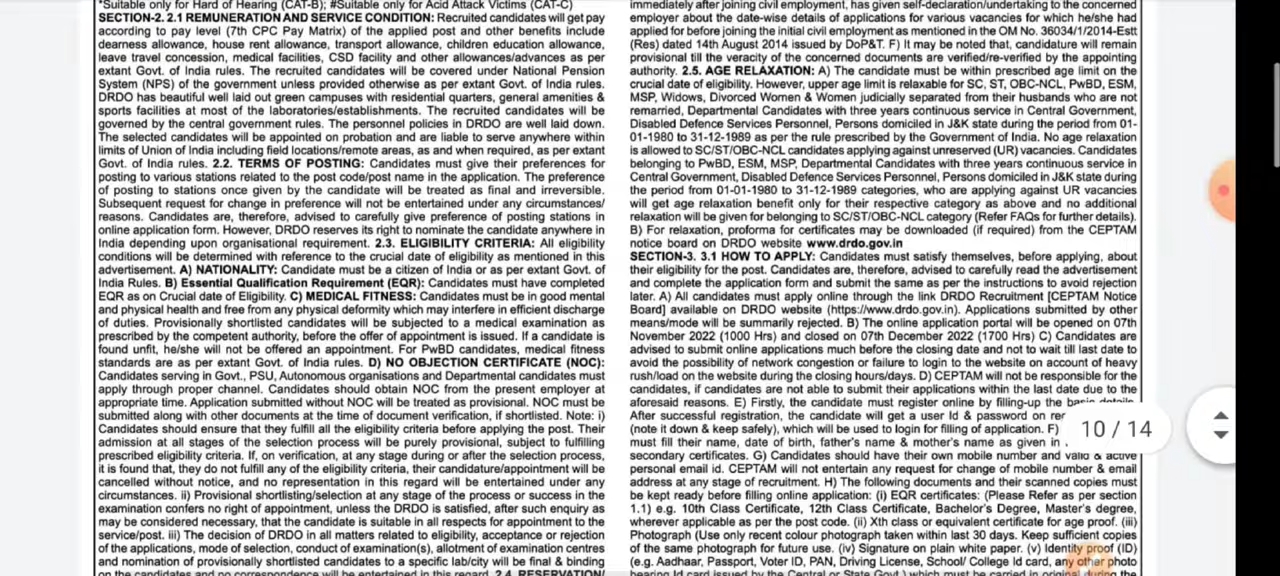 *Suitable only for Hard of Hearing (CAT-B); #Suitable only for Acid Attack Victims (CAT-C)
SECTION-2. 2.1 REMUNERATION AND SERVICE CONDITION: Recruited candidates will get pay
according to pay level (7th CPC Pay Matrix) of the applied post and other benefits include
dearness allowance, house rent allowance, transport allowance, children education allowance,
leave travel concession, medical facilities, CSD facility and other allowances/advances as per
extant Govt. of India rules. The recruited candidates will be covered under National Pension
System (NPS) of the government unless provided otherwise as per extant Govt. of India rules.
DRDO has beautiful well laid out green campuses with residential quarters, general amenities &
sports facilities at most of the laboratories/establishments. The recruited candidates will be
governed by the central government rules. The personnel policies in DRDO are well laid down.
The selected candidates will be appointed on probation and are liable to serve anywhere within
limits of Union of India including field locations/remote areas, as and when required, as per extant
Govt. of India rules. 2.2. TERMS OF POSTING: Candidates must give their preferences for
posting to various stations related to the post code/post name in the application. The preference
of posting to stations once given by the candidate will be treated as final and irreversible.
Subsequent request for change in preference will not be entertained under any circumstances/
reasons. Candidates are, therefore, advised to carefully give preference of posting stations in
online application form. However, DRDO reserves its right to nominate the candidate anywhere in
India depending upon organisational requirement. 2.3. ELIGIBILITY CRITERIA: All eligibility
conditions will be determined with reference to the crucial date of eligibility as mentioned in this
advertisement. A) NATIONALITY: Candidate must be a citizen of India or as per extant Govt. of
India Rules. B) Essential Qualification Requirement (EQR): Candidates must have completed
EQR as on Crucial date of Eligibility. C) MEDICAL FITNESS: Candidates must be in good mental
and physical health and free from any physical deformity which may interfere in efficient discharge
of duties. Provisionally shortlisted candidates will be subjected to a medical examination as
prescribed by the competent authority, before the offer of appointment is issued. If a candidate is
found unfit, he/she will not be offered an appointment. For PwBD candidates, medical fitness
standards are as per extant Govt. of India rules. D) NO OBJECTION CERTIFICATE (NOC):
Candidates serving in Govt., PSU, Autonomous organisations and Departmental candidates must
apply through proper channel. Candidates should obtain NOC from the present employer at
appropriate time. Application submitted without NOC will be treated as provisional. NOC must be
submitted along with other documents at the time of document verification, if shortlisted. Note: i)
Candidates should ensure that they fulfill all the eligibility criteria before applying the post. Their
admission at all stages of the selection process will be purely provisional, subject to fulfilling
prescribed eligibility criteria. If, on verification, at any stage during or after the selection process,
it is found that, they do not fulfill any of the eligibility criteria, their candidature/appointment will be
cancelled without notice, and no representation in this regard will be entertained under any
circumstances. ii) Provisional shortlisting/selection at any stage of the process or success in the
examination confers no right of appointment, unless the DRDO is satisfied, after such enquiry as
may be considered necessary, that the candidate is suitable in all respects for appointment to the
service/post. iii) The decision of DRDO in all matters related to eligibility, acceptance or rejection
of the applications, mode of selection, conduct of examination(s), allotment of examination centres
and nomination of provisionally shortlisted candidates to a specific lab/city will be final & binding
on the candidates and no correspondence will be entertained in this regard. 2.4. RESERVATION/
immediately after joining civil employment, has given self-declaration/undertaking to the concerned
employer about the date-wise details of applications for various vacancies for which he/she had
applied for before joining the initial civil employment as mentioned in the OM No. 36034/1/2014-Estt
(Res) dated 14th August 2014 issued by DoP&T. F) It may be noted that, candidature will remain
provisional till the veracity of the concerned documents are verified/re-verified by the appointing
authority. 2.5. AGE RELAXATION: A) The candidate must be within prescribed age limit on the
crucial date of eligibility. However, upper age limit is relaxable for SC, ST, OBC-NCL, PwBD, ESM,
MSP, Widows, Divorced Women & Women judicially separated from their husbands who are not
remarried, Departmental Candidates with three years continuous service in Central Government,
Disabled Defence Services Personnel, Persons domiciled in J&K state during the period from 01-
01-1980 to 31-12-1989 as per the rule prescribed by the Government of India. No age relaxation
is allowed to SC/ST/OBC-NCL candidates applying against unreserved (UR) vacancies. Candidates
belonging to PwBD, ESM, MSP, Departmental Candidates with three years continuous service in
Central Government, Disabled Defence Services Personnel, Persons domiciled in J&K state during
the period from 01-01-1980 to 31-12-1989 categories, who are applying against UR vacancies
will get age relaxation benefit only for their respective category as above and no additional
relaxation will be given for belonging to SC/ST/OBC-NCL category (Refer FAQs for further details).
B) For relaxation, proforma for certificates may be downloaded (if required) from the CEPTAM
notice board on DRDO website www.drdo.gov.in
SECTION-3. 3.1 HOW TO APPLY: Candidates must satisfy themselves, before applying, about
their eligibility for the post. Candidates are, therefore, advised to carefully read the advertisement
and complete the application form and submit the same as per the instructions to avoid rejection
later. A) All candidates must apply online through the link DRDO Recruitment [CEPTAM Notice
Board] available on DRDO website (https://www.drdo.gov.in). Applications submitted by other
means/mode will be summarily rejected. B) The online application portal will be opened on 07th
November 2022 (1000 Hrs) and closed on 07th December 2022 (1700 Hrs) C) Candidates are
advised to submit online applications much before the closing date and not to wait till last date to
avoid the possibility of network congestion or failure to login to the website on account of heavy
rush/load on the website during the closing hours/days. D) CEPTAM will not be responsible for the
candidates, if candidates are not able to submit their applications within the last date due to the
aforesaid reasons. E) Firstly, the candidate must register online by filling-up the basic details.
After successful registration, the candidate will get a user Id & password on
(note it down & keep safely), which will be used to login for filling of application. F)
must fill their name, date of birth, father's name & mother's name as given in
secondary certificates. G) Candidates should have their own mobile number and valid & active
personal email id. CEPTAM will not entertain any request for change of mobile number & email
address at any stage of recruitment. H) The following documents and their scanned copies must
be kept ready before filling online application: (i) EQR certificates: (Please Refer as per section
1.1) e.g. 10th Class Certificate, 12th Class Certificate, Bachelor's Degree, Master's degree,
wherever applicable as per the post code. (ii) Xth class or equivalent certificate for age proof. (iii)
Photograph (Use only recent colour photograph taken within last 30 days. Keep sufficient copies
of the same photograph for future use. (iv) Signature on plain white paper. (v) Identity proof (ID)
(e.g. Aadhaar, Passport, Voter ID, PAN, Driving License, School/ College Id card, any other photo
bearing Id card issued by the Central or State Govt.) which must be carried in original during the
10 / 14